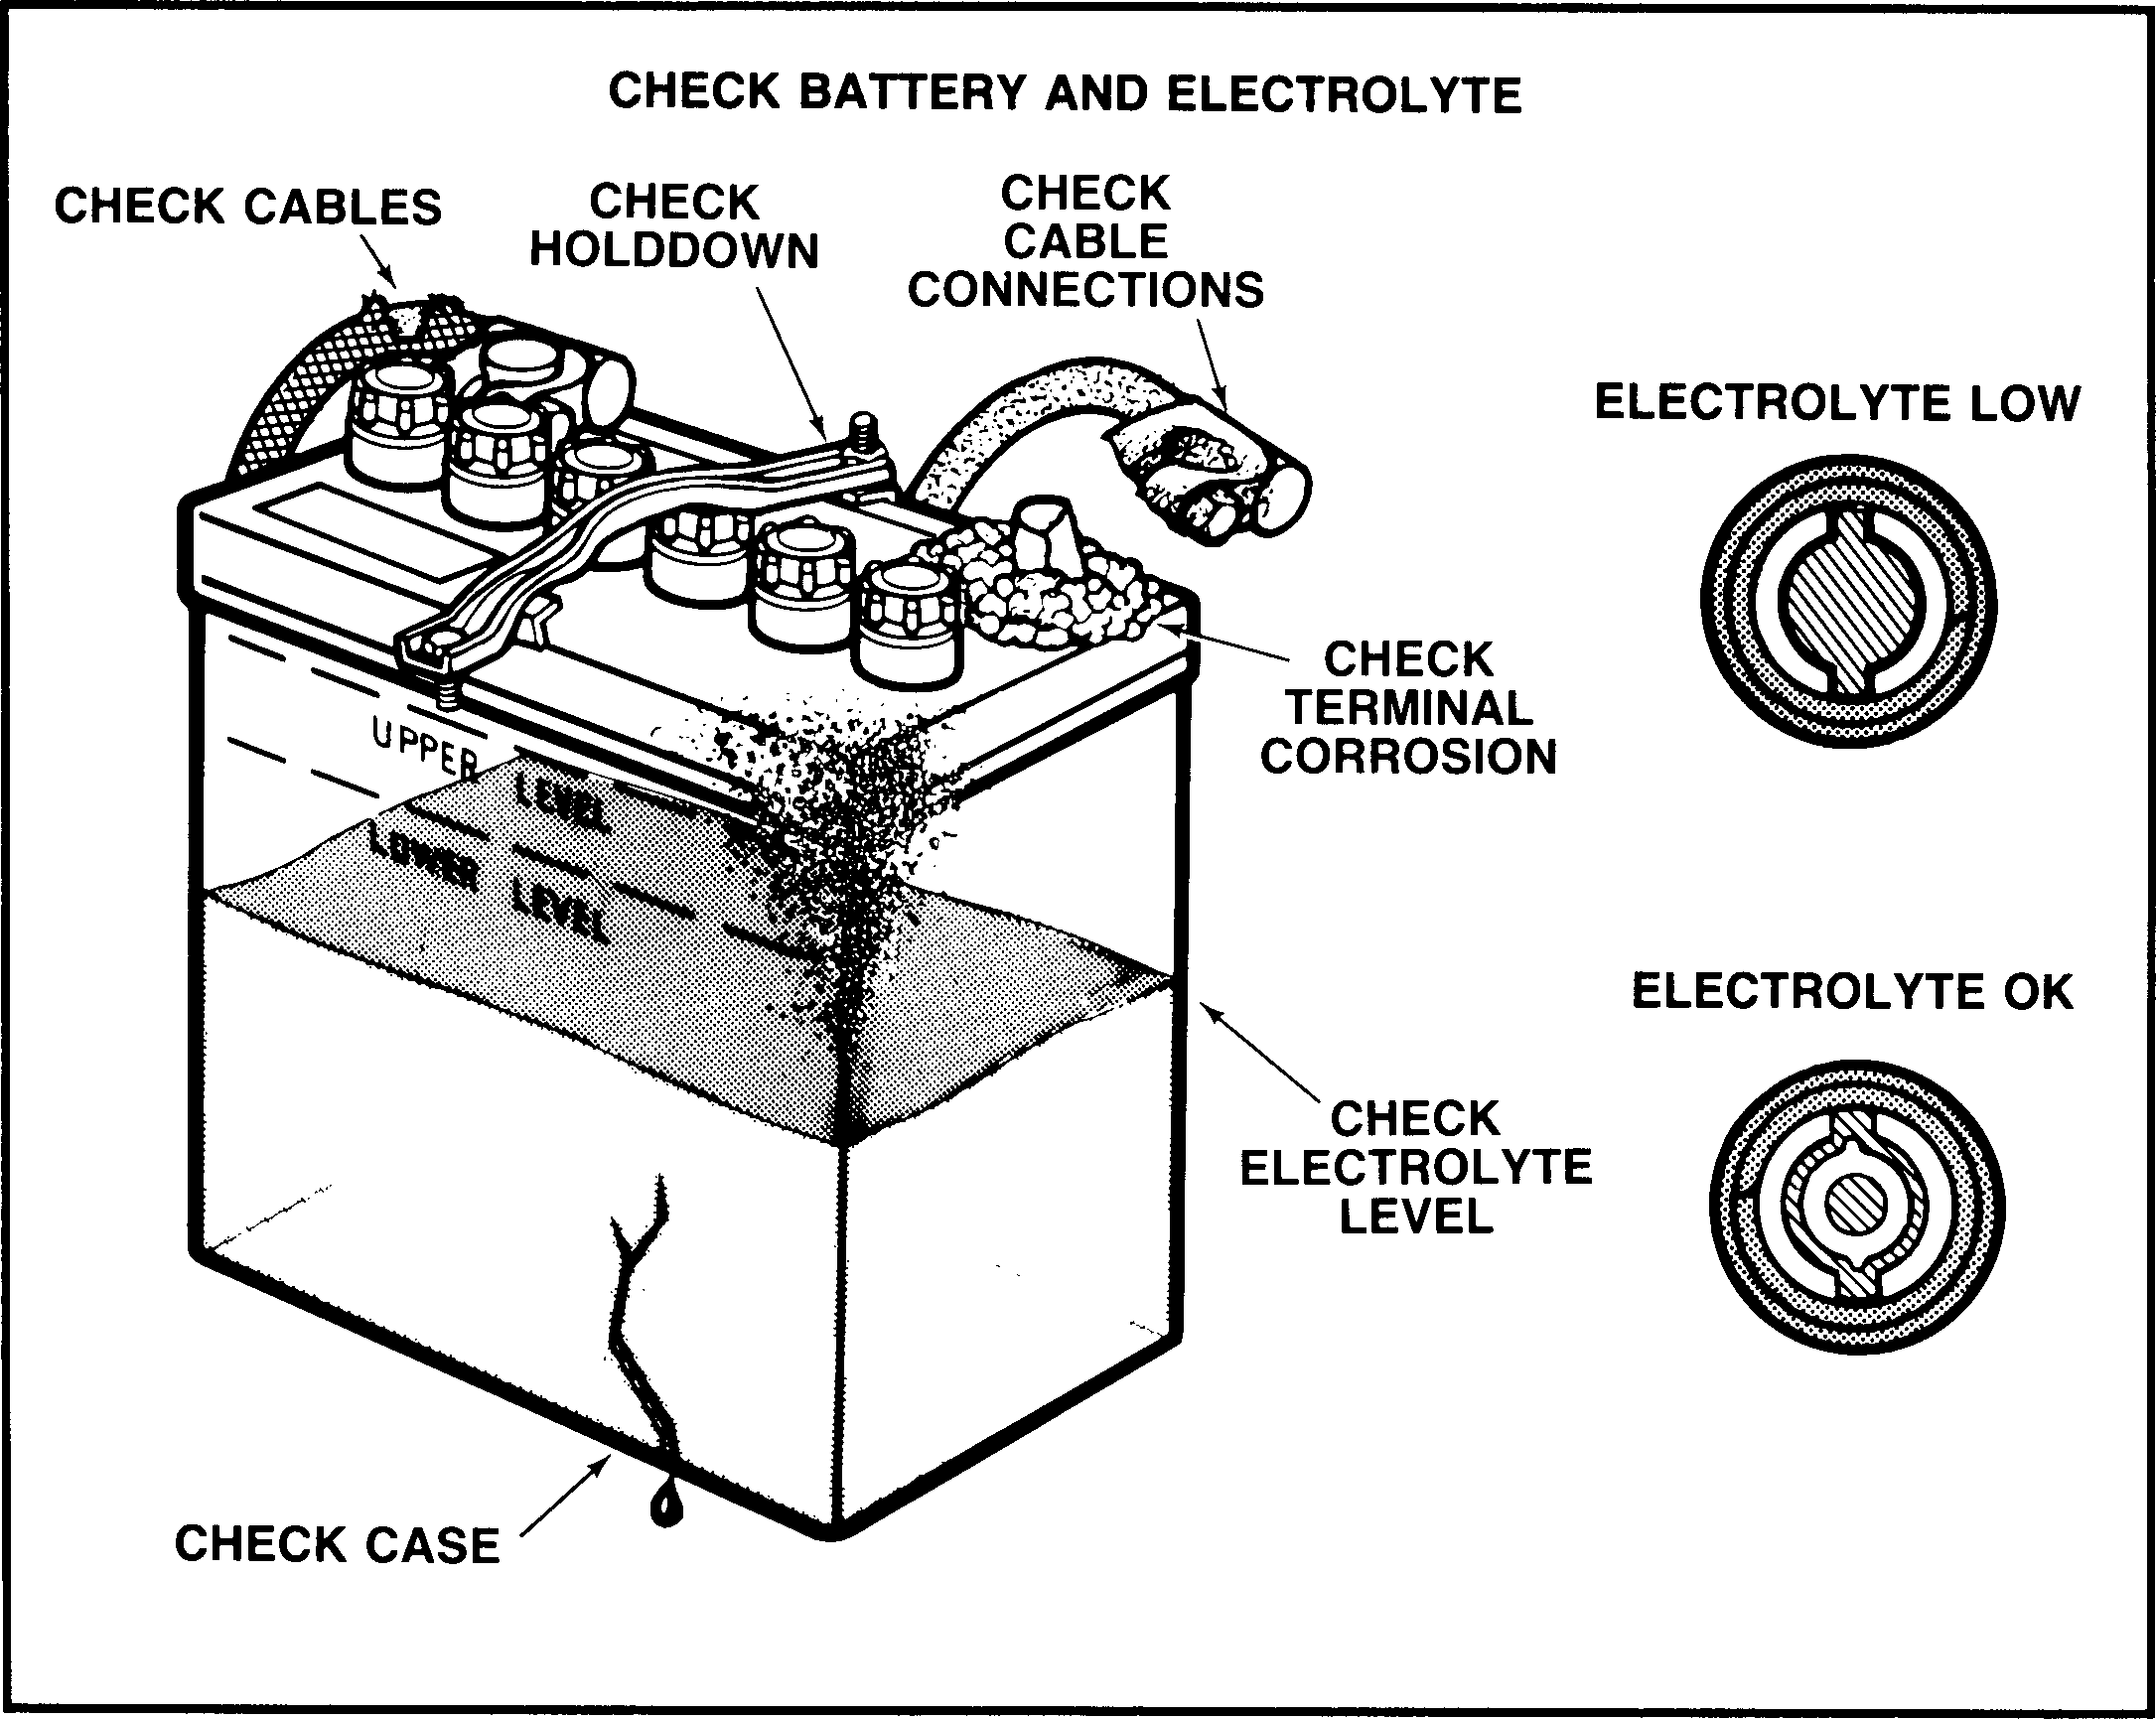 CHECK BATTERY AND ELECTROLYTE
CHECK CABLES
CHECK
HOLDDOWN
CHECK
CABLE
CONNECTIONS
ELECTROLYTE LOW
UPPER LEVEL
LOWER LEVEL
CHECK
TERMINAL
CORROSION
ELECTROLYTE OK
CHECK
ELECTROLYTE
LEVEL
CHECK CASE